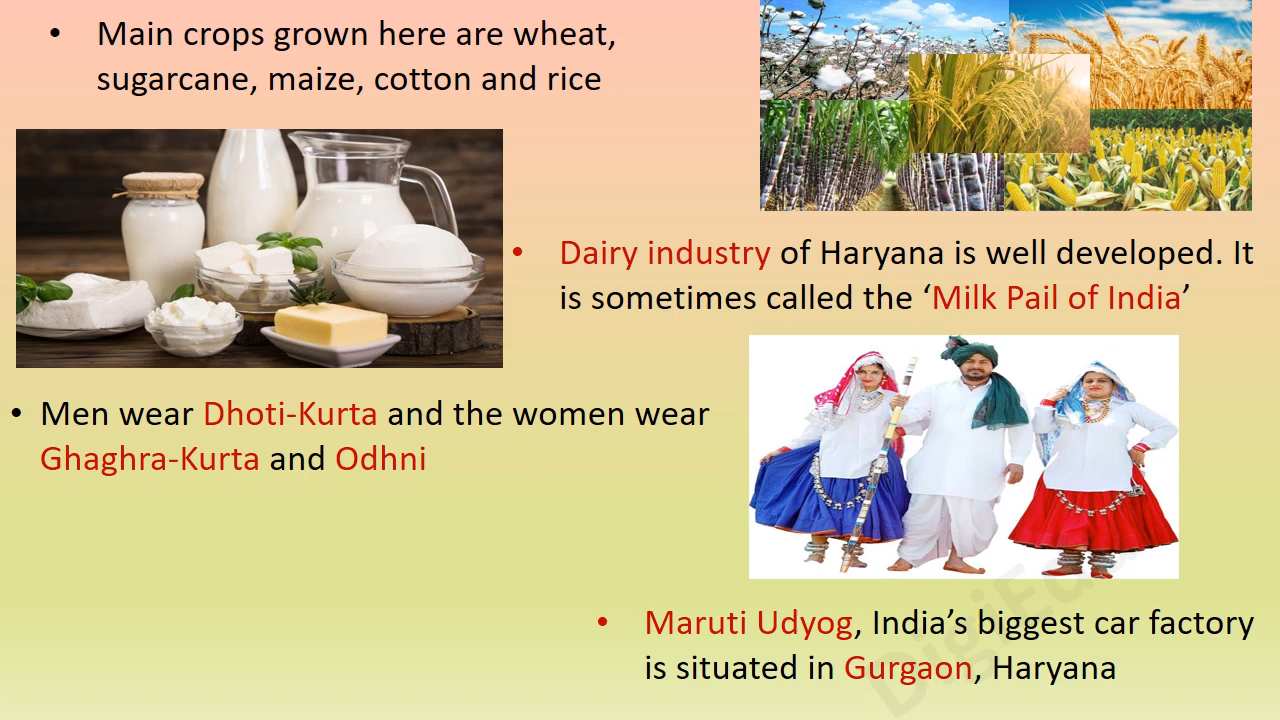 • Main crops grown here are wheat,
sugarcane, maize, cotton and rice
• Dairy industry of Haryana is well developed. It
is sometimes called the ‘Milk Pail of India’
• Men wear Dhoti-Kurta and the women wear
Ghaghra-Kurta and Odhni
• Maruti Udyog, India’s biggest car factory
is situated in Gurgaon, Haryana